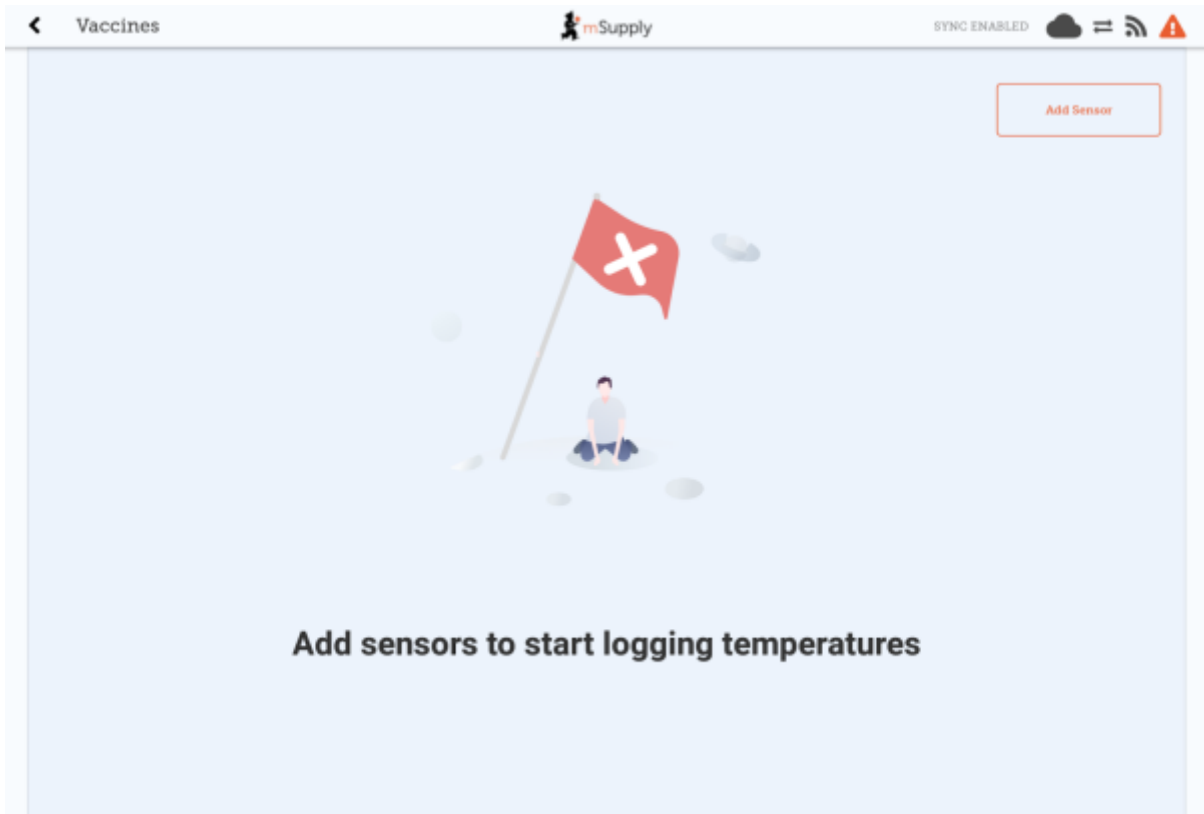 Vaccines
mSupply
SYNC ENABLED
Add Sensor
Add sensors to start logging temperatures